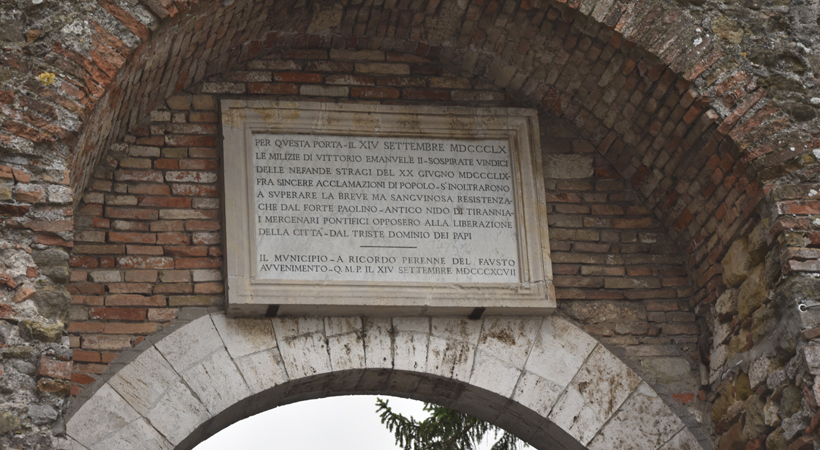 PER QVESTA PORTA-IL XIV SETTEMBRE MDCCCLX
LE MILIZIE DI VITTORIO EMANVELE II-SOSPIRATE VINDICI
DELLE NEFANDE STRAGI DEL XX GIVGNO MDCCCLIX-
FRA SINCERE ACCLAMAZIONI DI POPOLO-S'INOLTRARONO
A SVPERARE LA BREVE MA SANGVINOSA RESISTENZA-
CHE DAL FORTE PAOLINO-ANTICO NIDO DI TIRANNIA-
I MERCENARI PONTIFICI OPPOSERO ALLA LIBERAZIONE
DELLA CITTÀ-DAL TRISTE DOMINIO DEI PAPI
IL MVNICIPIO-A RICORDO PERENNE DEL FAVSTO
AVVENIMENTO-Q.M.P. IL XIV SETTEMBRE MDCCCXCVII